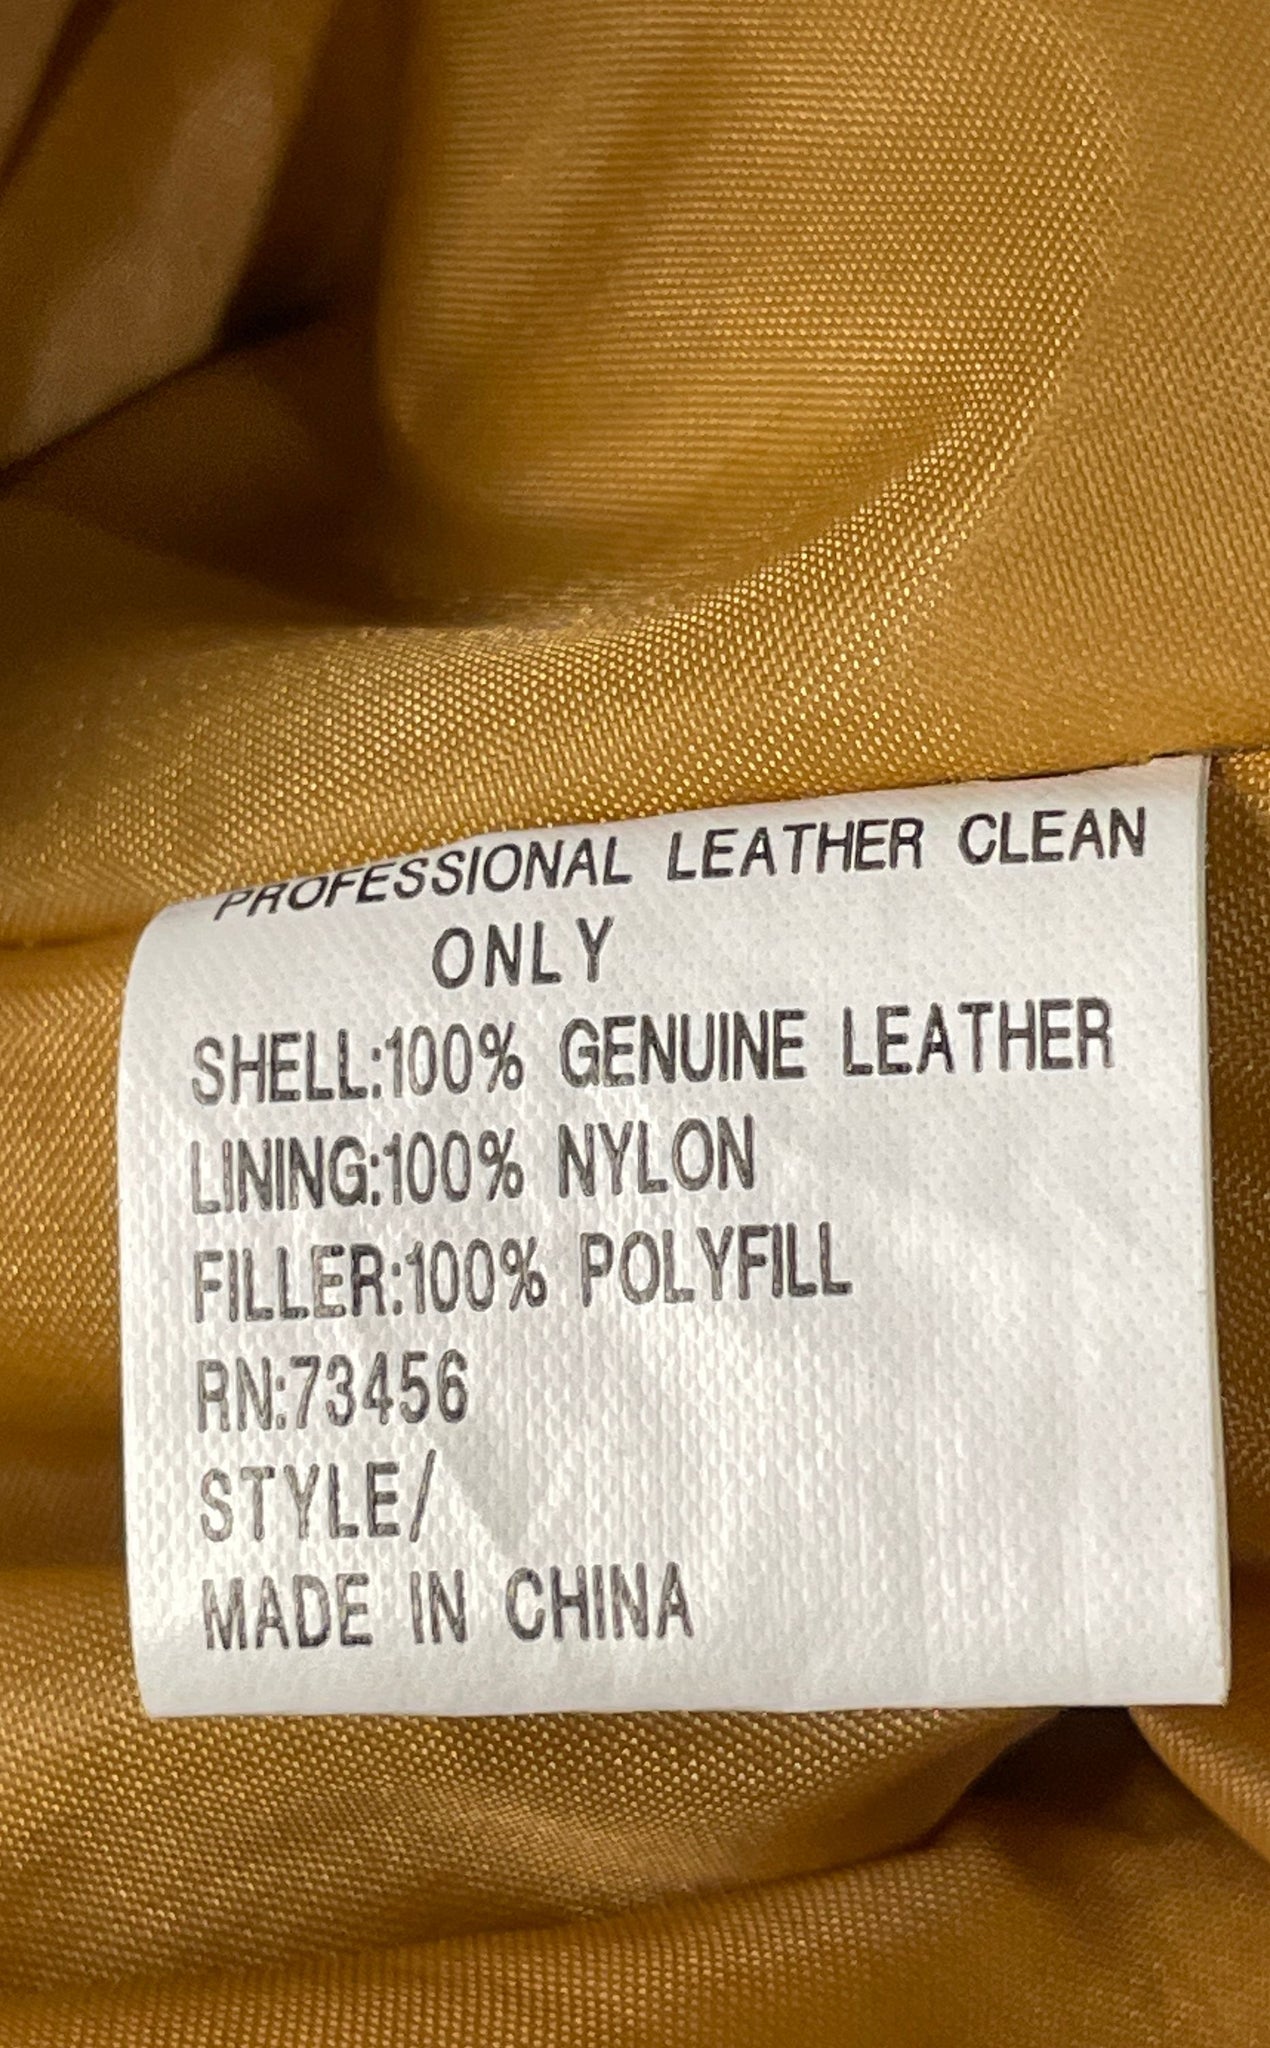 PROFESSIONAL LEATHER CLEAN
ONLY
SHELL:100% GENUINE LEATHER
LINING:100% NYLON
FILLER:100% POLYFILL
RN:73456
STYLE/
MADE IN CHINA